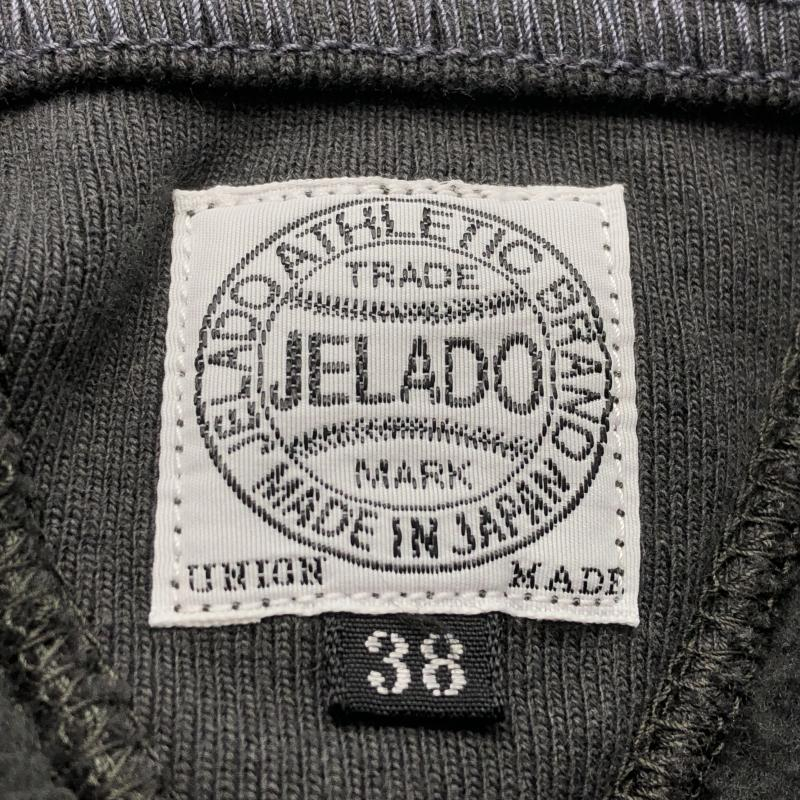 JELADO ATHLETIC BRAND
TRADE
JELADO
MARK
MADE IN JAPAN
UNION MADE
38